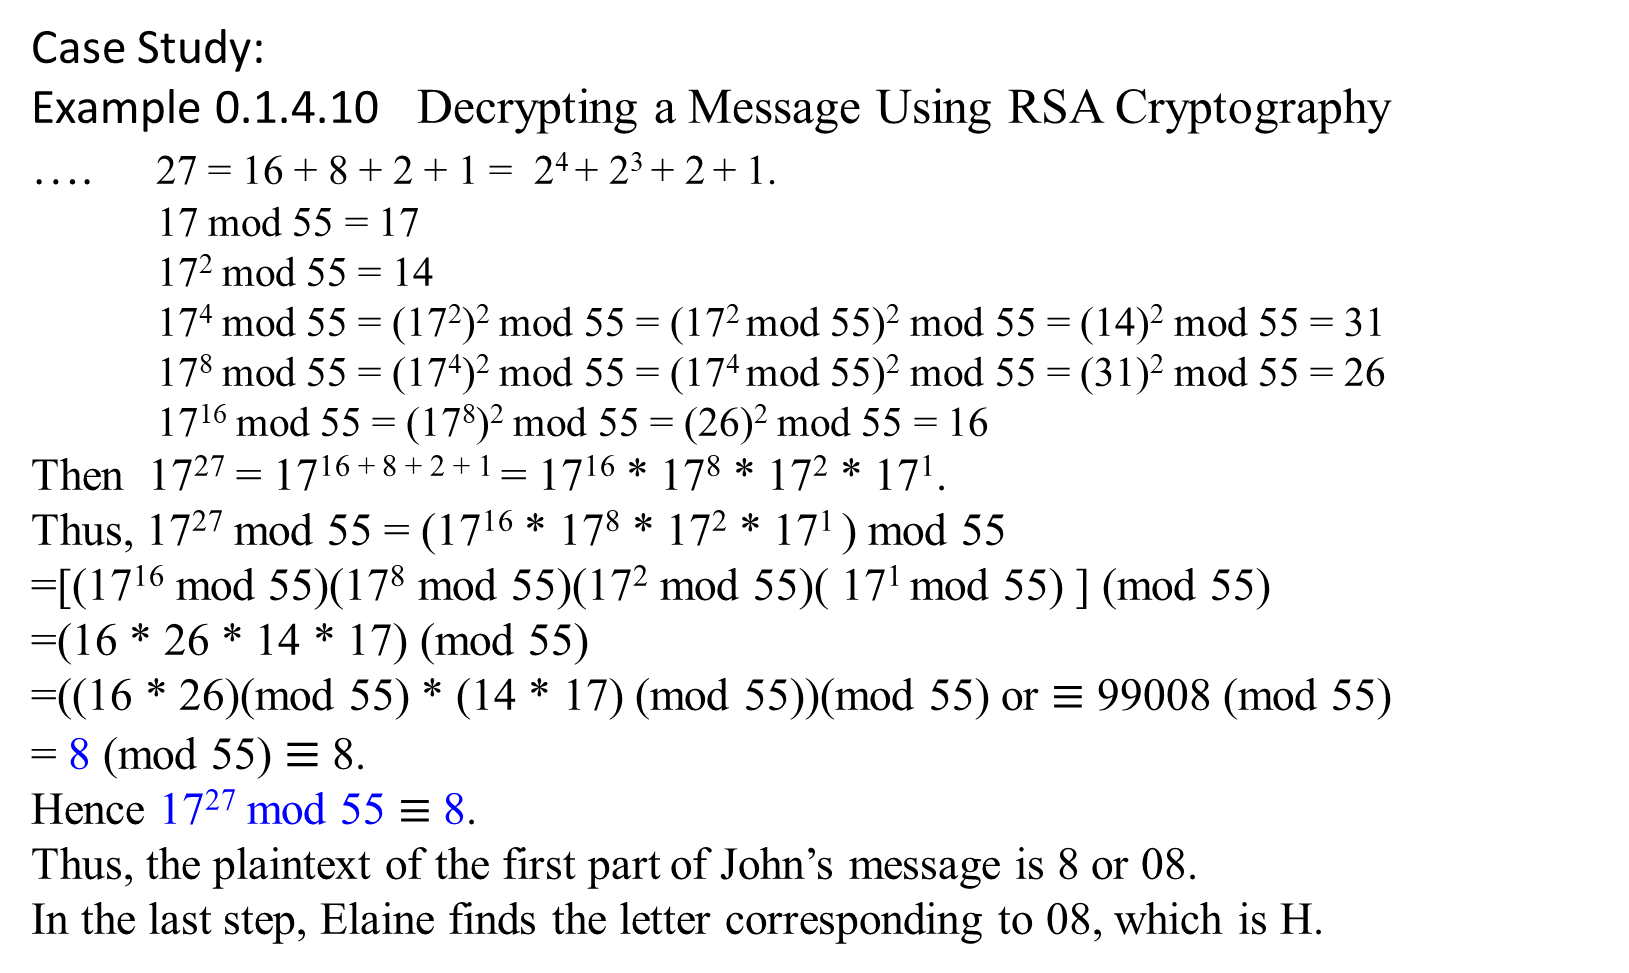 Case Study:
Example 0.1.4.10 Decrypting a Message Using RSA Cryptography
…. 27 = 16 + 8 + 2 + 1 = 2⁴ + 2³ + 2 + 1.
17 mod 55 = 17
17² mod 55 = 14
17⁴ mod 55 = (17²)² mod 55 = (17² mod 55)² mod 55 = (14)² mod 55 = 31
17⁸ mod 55 = (17⁴)² mod 55 = (17⁴ mod 55)² mod 55 = (31)² mod 55 = 26
17¹⁶ mod 55 = (17⁸)² mod 55 = (26)² mod 55 = 16
Then 17²⁷ = 17¹⁶ ⁺ ⁸ ⁺ ² ⁺ ¹ = 17¹⁶ * 17⁸ * 17² * 17¹.
Thus, 17²⁷ mod 55 = (17¹⁶ * 17⁸ * 17² * 17¹ ) mod 55
=[(17¹⁶ mod 55)(17⁸ mod 55)(17² mod 55)( 17¹ mod 55) ] (mod 55)
=(16 * 26 * 14 * 17) (mod 55)
=((16 * 26)(mod 55) * (14 * 17) (mod 55))(mod 55) or ≡ 99008 (mod 55)
= 8 (mod 55) ≡ 8.
Hence 17²⁷ mod 55 ≡ 8.
Thus, the plaintext of the first part of John’s message is 8 or 08.
In the last step, Elaine finds the letter corresponding to 08, which is H.